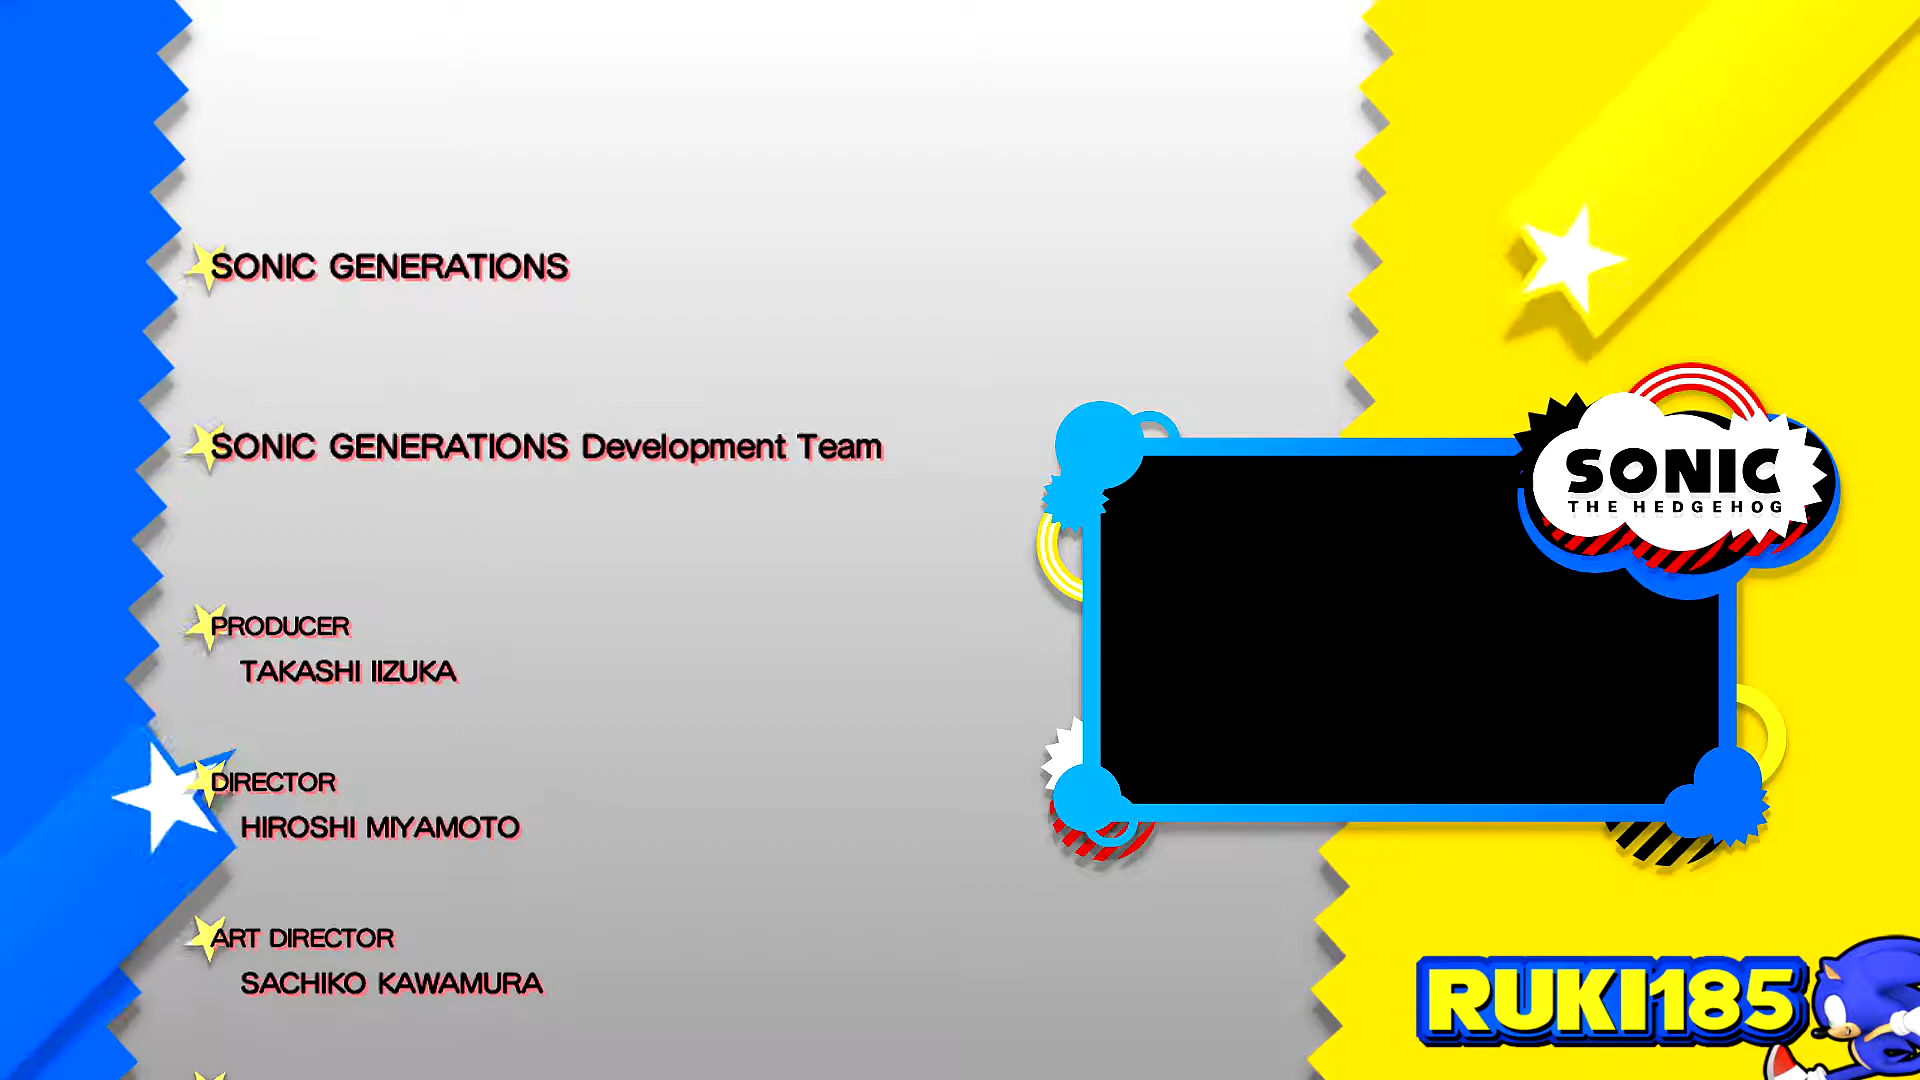 SONIC GENERATIONS
SONIC GENERATIONS Development Team
PRODUCER
TAKASHI IIZUKA
DIRECTOR
HIROSHI MIYAMOTO
ART DIRECTOR
SACHIKO KAWAMURA
SONIC
THE HEDGEHOG
RUKI185